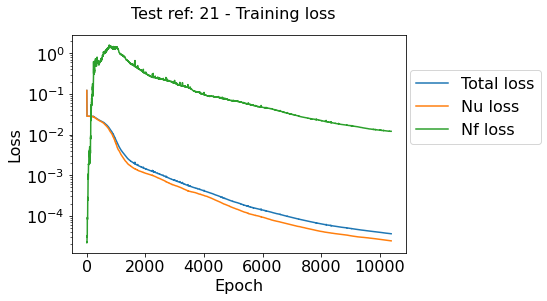 Test ref: 21 - Training loss
10⁰
10⁻¹
10⁻²
10⁻³
10⁻⁴
Loss
0 2000 4000 6000 8000 10000
Epoch
Total loss
Nu loss
Nf loss